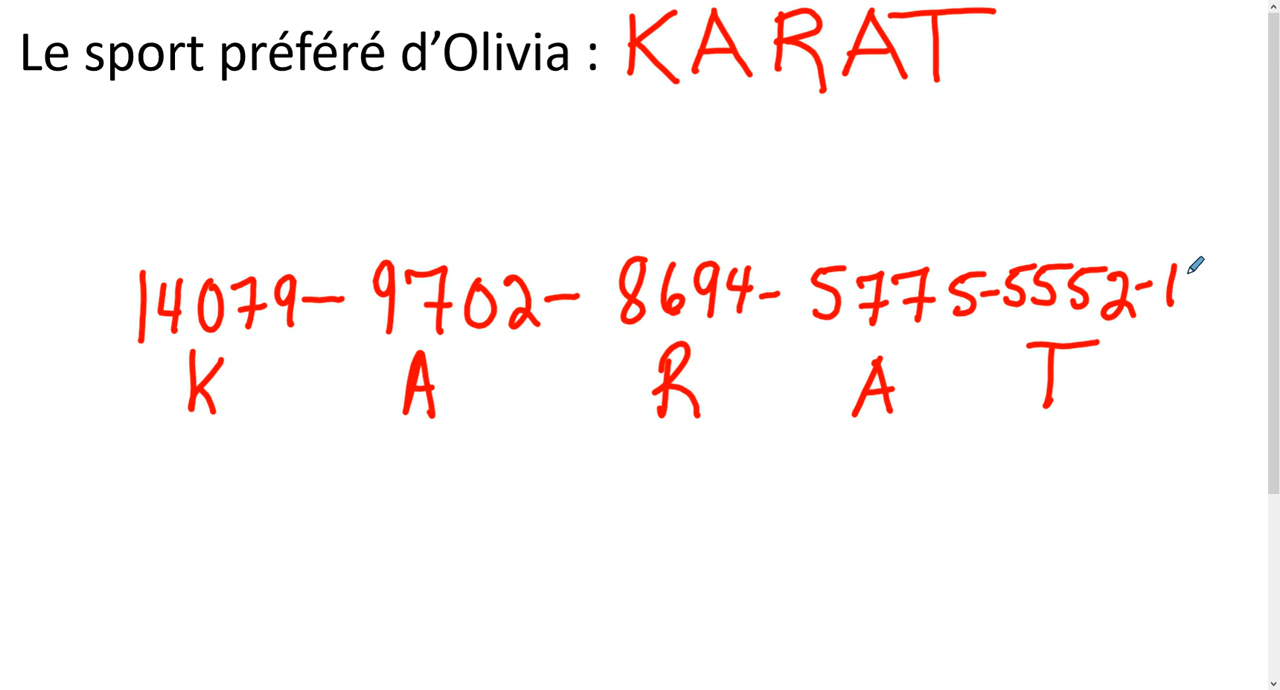 Le sport préféré d’Olivia : KARAT
14079 - 9702 - 8694 - 5775 - 5552 - 1
K A R A T